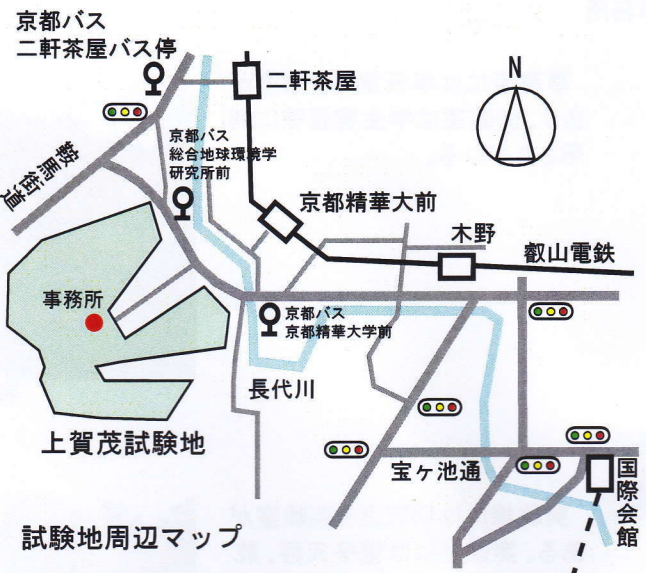 京都バス
二軒茶屋バス停
二軒茶屋
N
鞍馬街道
京都バス
総合地球環境学
研究所前
京都精華大前
木野
叡山電鉄
事務所
京都バス
京都精華大学前
長代川
上賀茂試験地
宝ヶ池通
国際会館
試験地周辺マップ